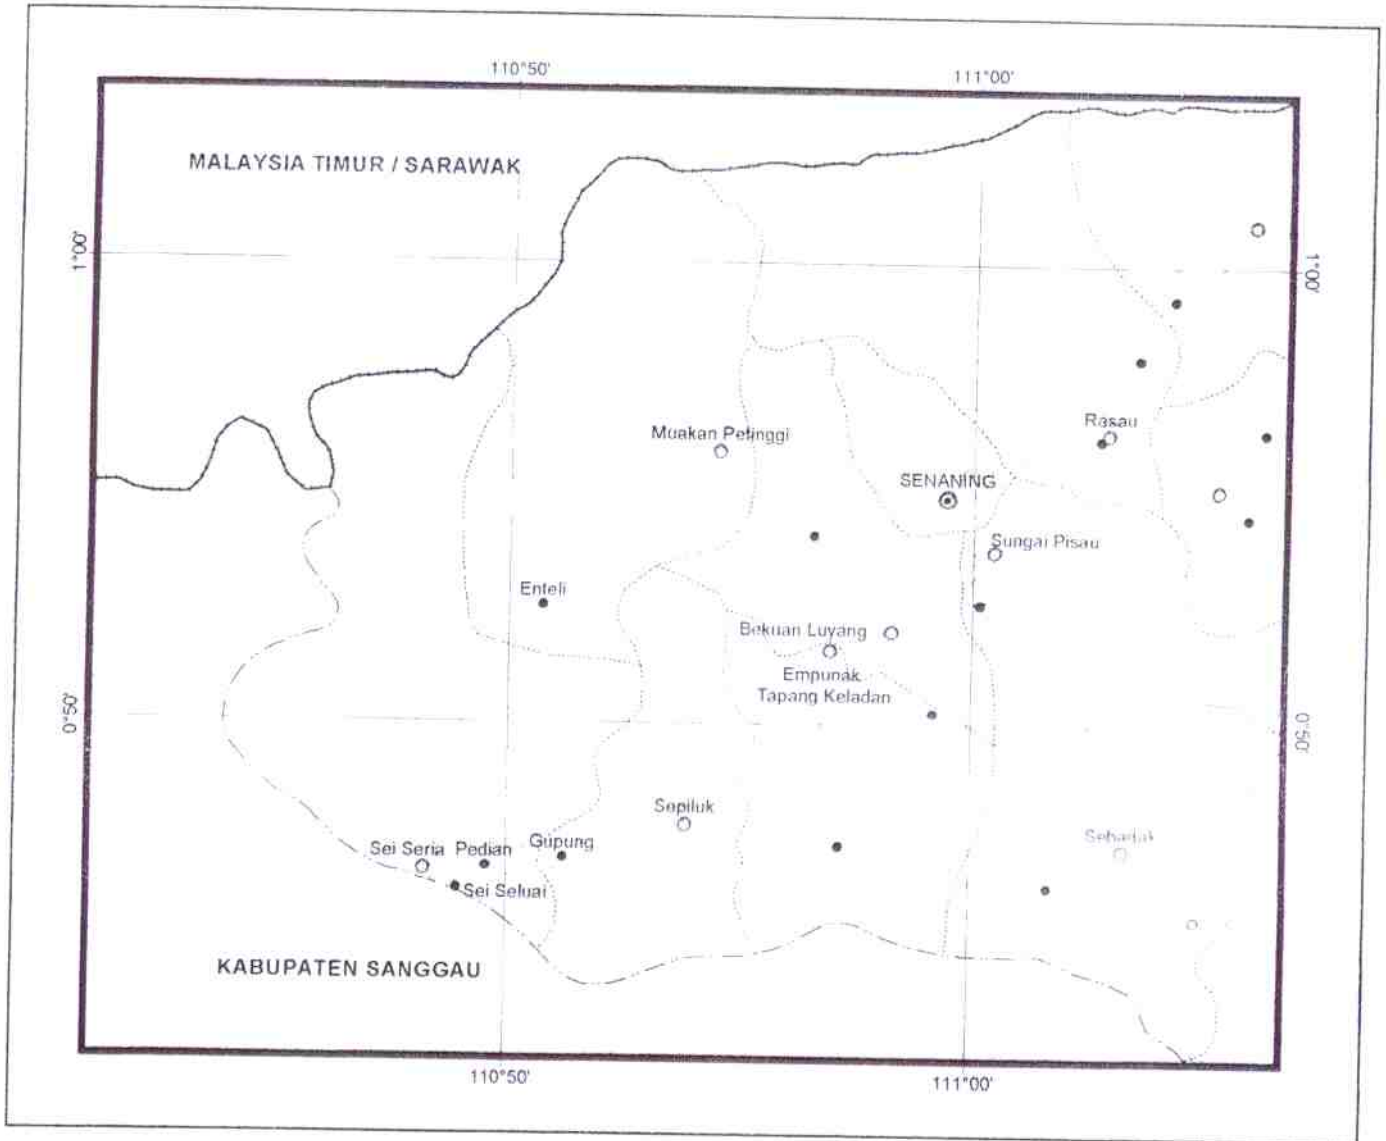 110°50'
111°00'
MALAYSIA TIMUR / SARAWAK
1°00'
1°00'
Rasau
Muakan Petinggi
SENANING
Sungai Pisau
Enteli
Bekuan Luyang
Empunak
Tapang Keladan
0°50'
0°50'
Sepiluk
Sebadak
Sei Seria
Pedian
Gupung
Sei Seluai
KABUPATEN SANGGAU
110°50'
111°00'